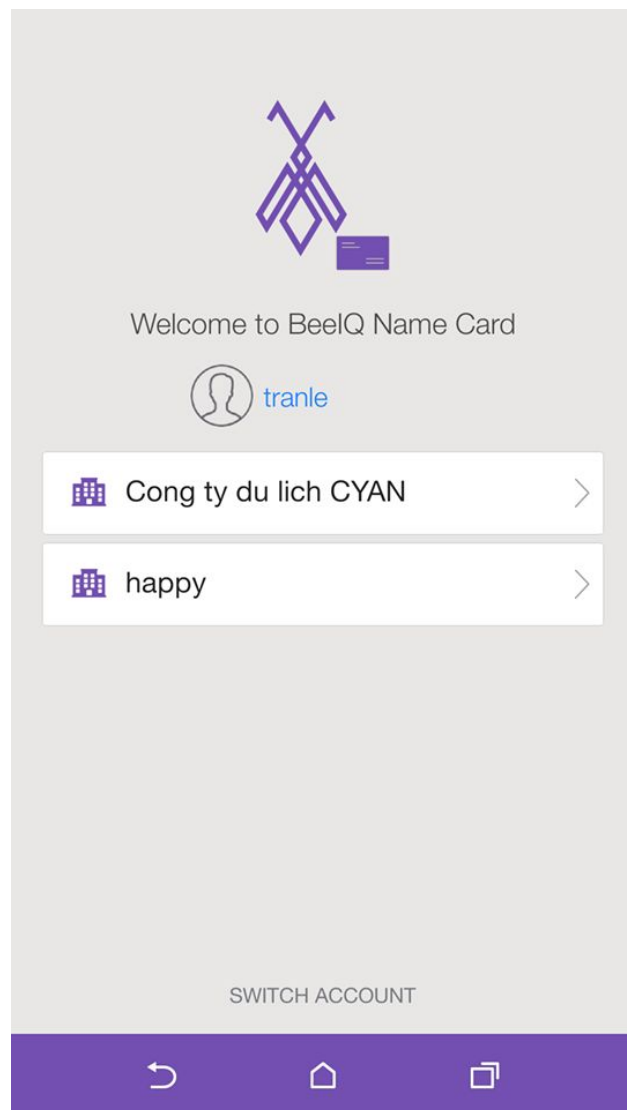 Welcome to BeeIQ Name Card
tranle
Cong ty du lich CYAN
happy
SWITCH ACCOUNT